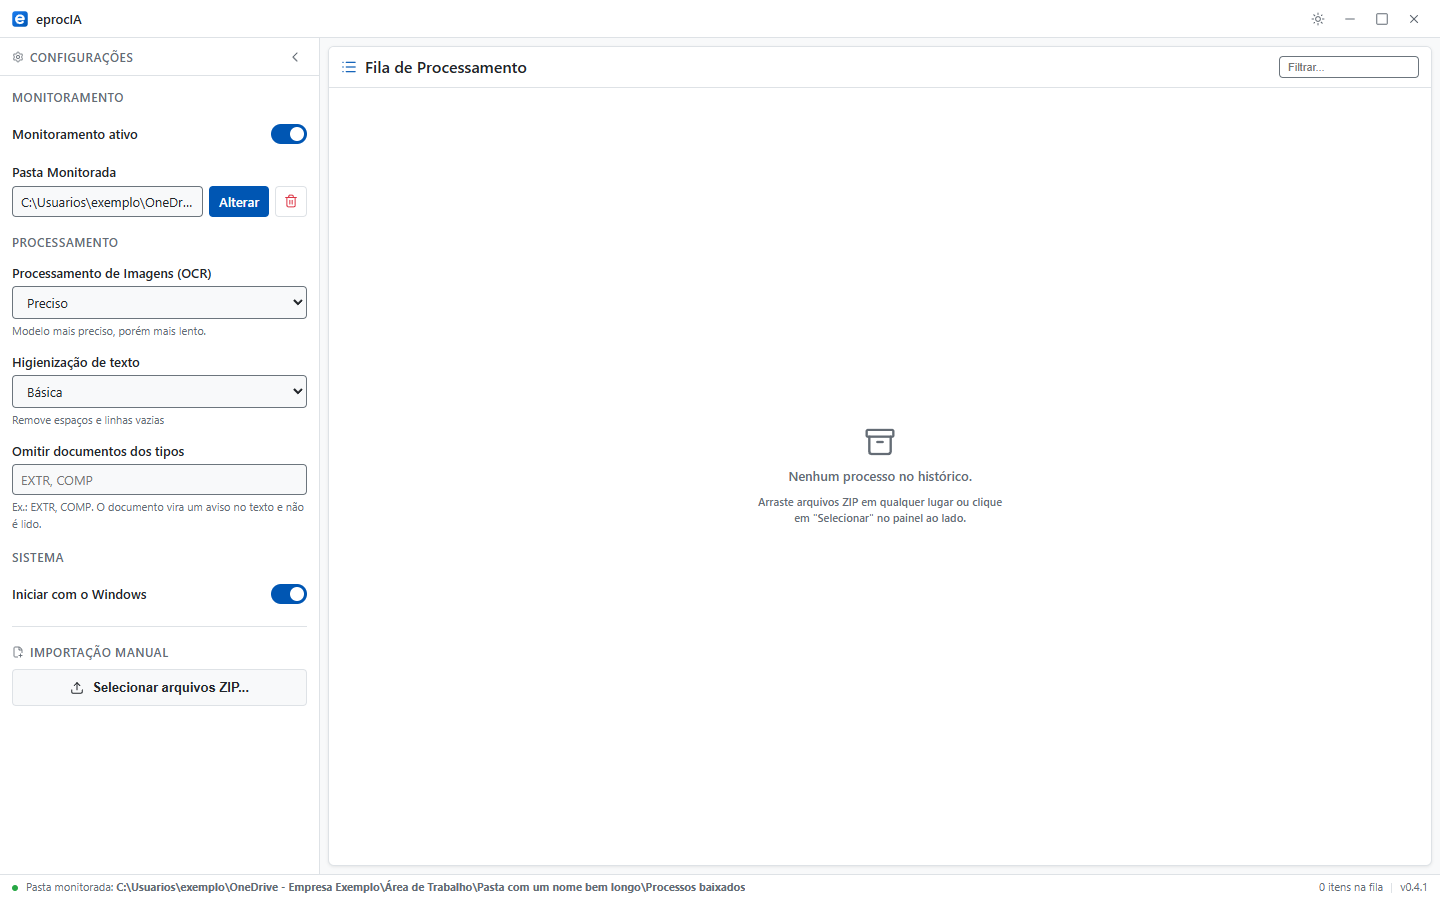 eprocIA
CONFIGURAÇÕES
MONITORAMENTO
Monitoramento ativo
Pasta Monitorada
C:\Usuarios\exemplo\OneDr...
Alterar
PROCESSAMENTO
Processamento de Imagens (OCR)
Preciso
Modelo mais preciso, porém mais lento.
Higienização de texto
Básica
Remove espaços e linhas vazias
Omitir documentos dos tipos
EXTR, COMP
Ex.: EXTR, COMP. O documento vira um aviso no texto e não
é lido.
SISTEMA
Iniciar com o Windows
IMPORTAÇÃO MANUAL
Selecionar arquivos ZIP...
Fila de Processamento
Filtrar...
Nenhum processo no histórico.
Arraste arquivos ZIP em qualquer lugar ou clique
em "Selecionar" no painel ao lado.
Pasta monitorada: C:\Usuarios\exemplo\OneDrive - Empresa Exemplo\Área de Trabalho\Pasta com um nome bem longo\Processos baixados
0 itens na fila
v0.4.1